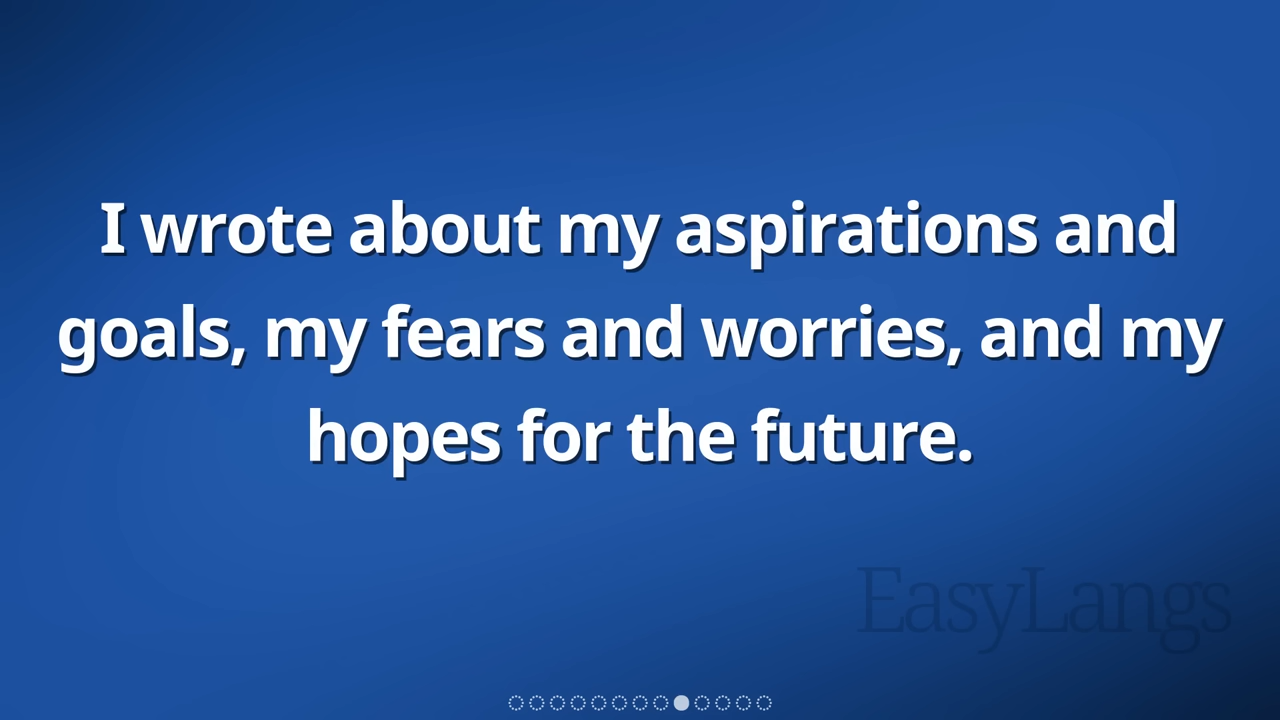 I wrote about my aspirations and
goals, my fears and worries, and my
hopes for the future.
EasyLangs